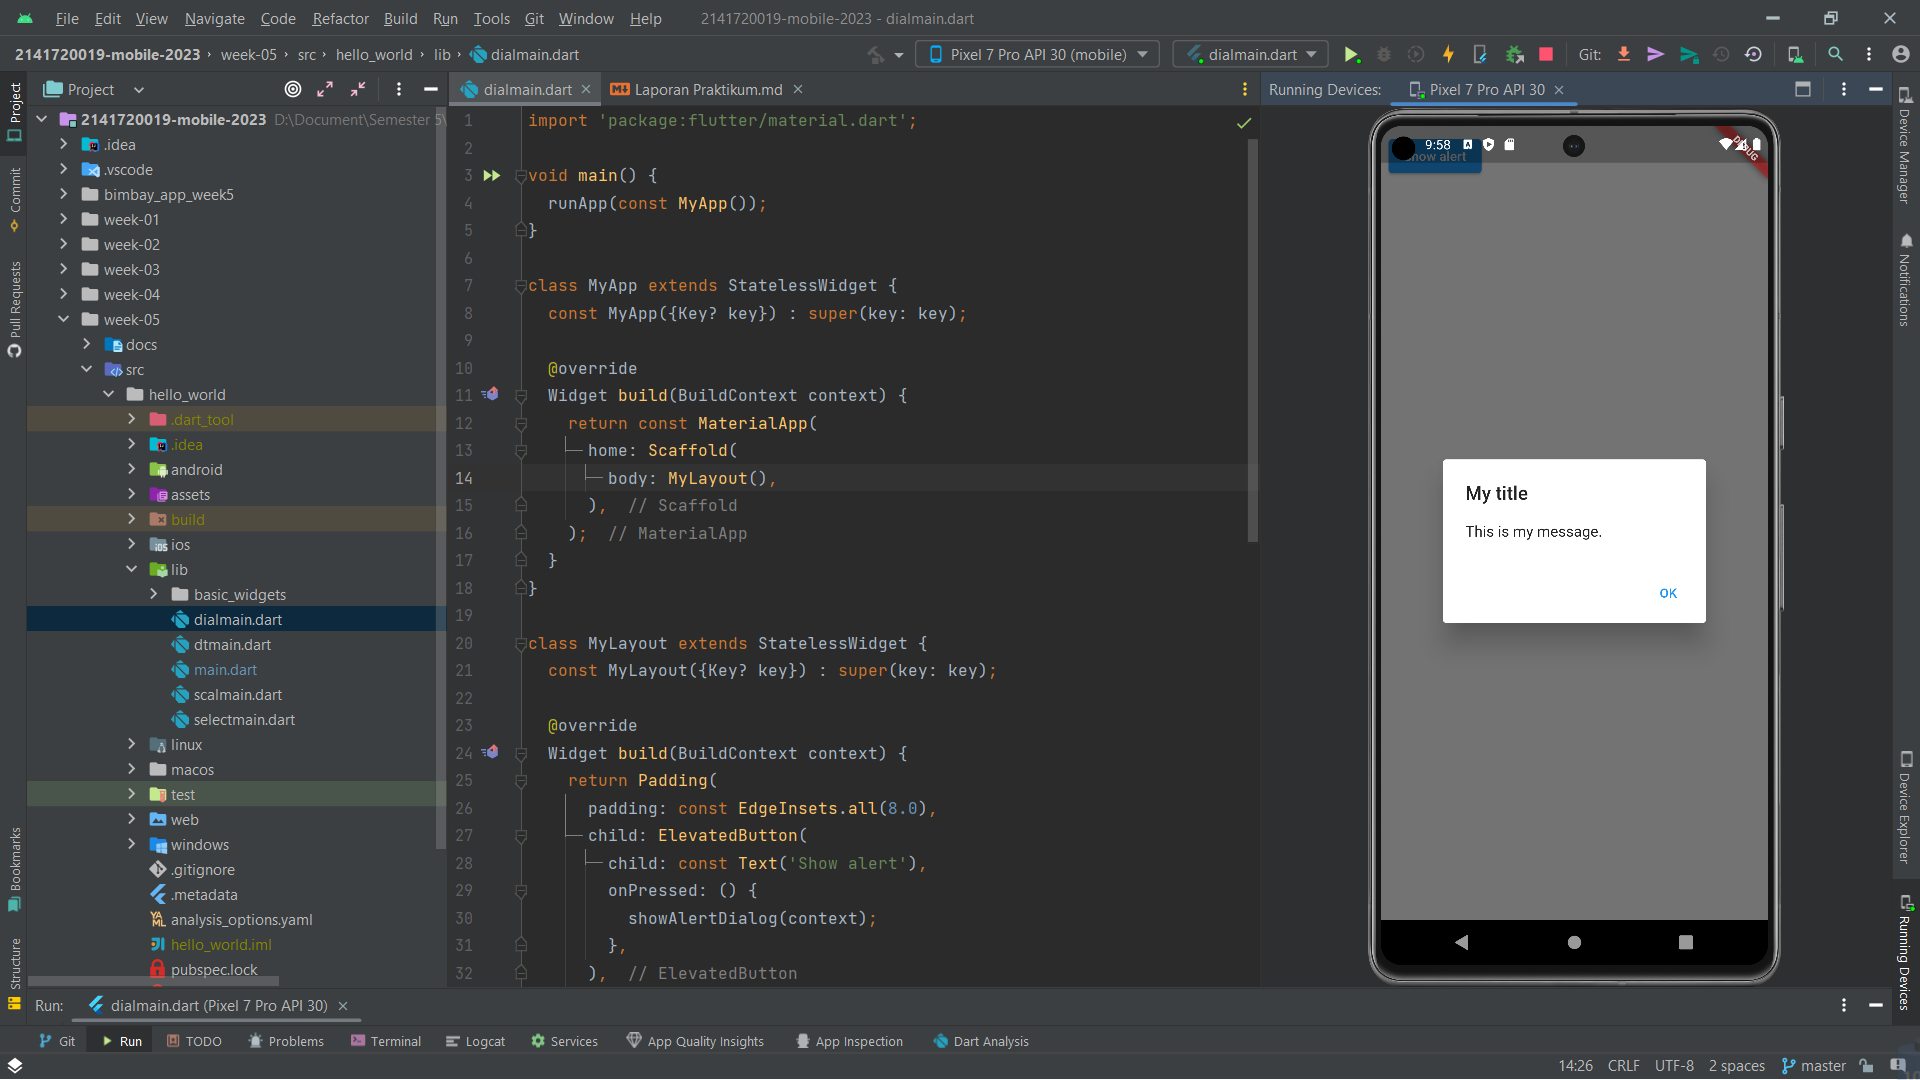 File Edit View Navigate Code Refactor Build Run Tools Git Window Help 2141720019-mobile-2023 - dialmain.dart
2141720019-mobile-2023 week-05 src hello_world lib dialmain.dart Pixel 7 Pro API 30 (mobile) dialmain.dart Git:
Project
dialmain.dart Laporan Praktikum.md
Running Devices: Pixel 7 Pro API 30
Project
Commit
Pull Requests
Bookmarks
Structure
2141720019-mobile-2023 D:\Document\Semester 5\
.idea
.vscode
bimbay_app_week5
week-01
week-02
week-03
week-04
week-05
docs
src
hello_world
.dart_tool
.idea
android
assets
build
ios
lib
basic_widgets
dialmain.dart
dtmain.dart
main.dart
scalmain.dart
selectmain.dart
linux
macos
test
web
windows
.gitignore
.metadata
analysis_options.yaml
hello_world.iml
pubspec.lock
1 import 'package:flutter/material.dart';
2
3 void main() {
4 runApp(const MyApp());
5 }
6
7 class MyApp extends StatelessWidget {
8 const MyApp({Key? key}) : super(key: key);
9
10 @override
11 Widget build(BuildContext context) {
12 return const MaterialApp(
13 home: Scaffold(
14 body: MyLayout(),
15 ), // Scaffold
16 ); // MaterialApp
17 }
18 }
19
20 class MyLayout extends StatelessWidget {
21 const MyLayout({Key? key}) : super(key: key);
22
23 @override
24 Widget build(BuildContext context) {
25 return Padding(
26 padding: const EdgeInsets.all(8.0),
27 child: ElevatedButton(
28 child: const Text('Show alert'),
29 onPressed: () {
30 showAlertDialog(context);
31 },
32 ), // ElevatedButton
9:58
alert
DEBUG
My title
This is my message.
OK
Device Manager
Notifications
Device Explorer
Running Devices
Run: dialmain.dart (Pixel 7 Pro API 30)
Git Run TODO Problems Terminal Logcat Services App Quality Insights App Inspection Dart Analysis
14:26 CRLF UTF-8 2 spaces master